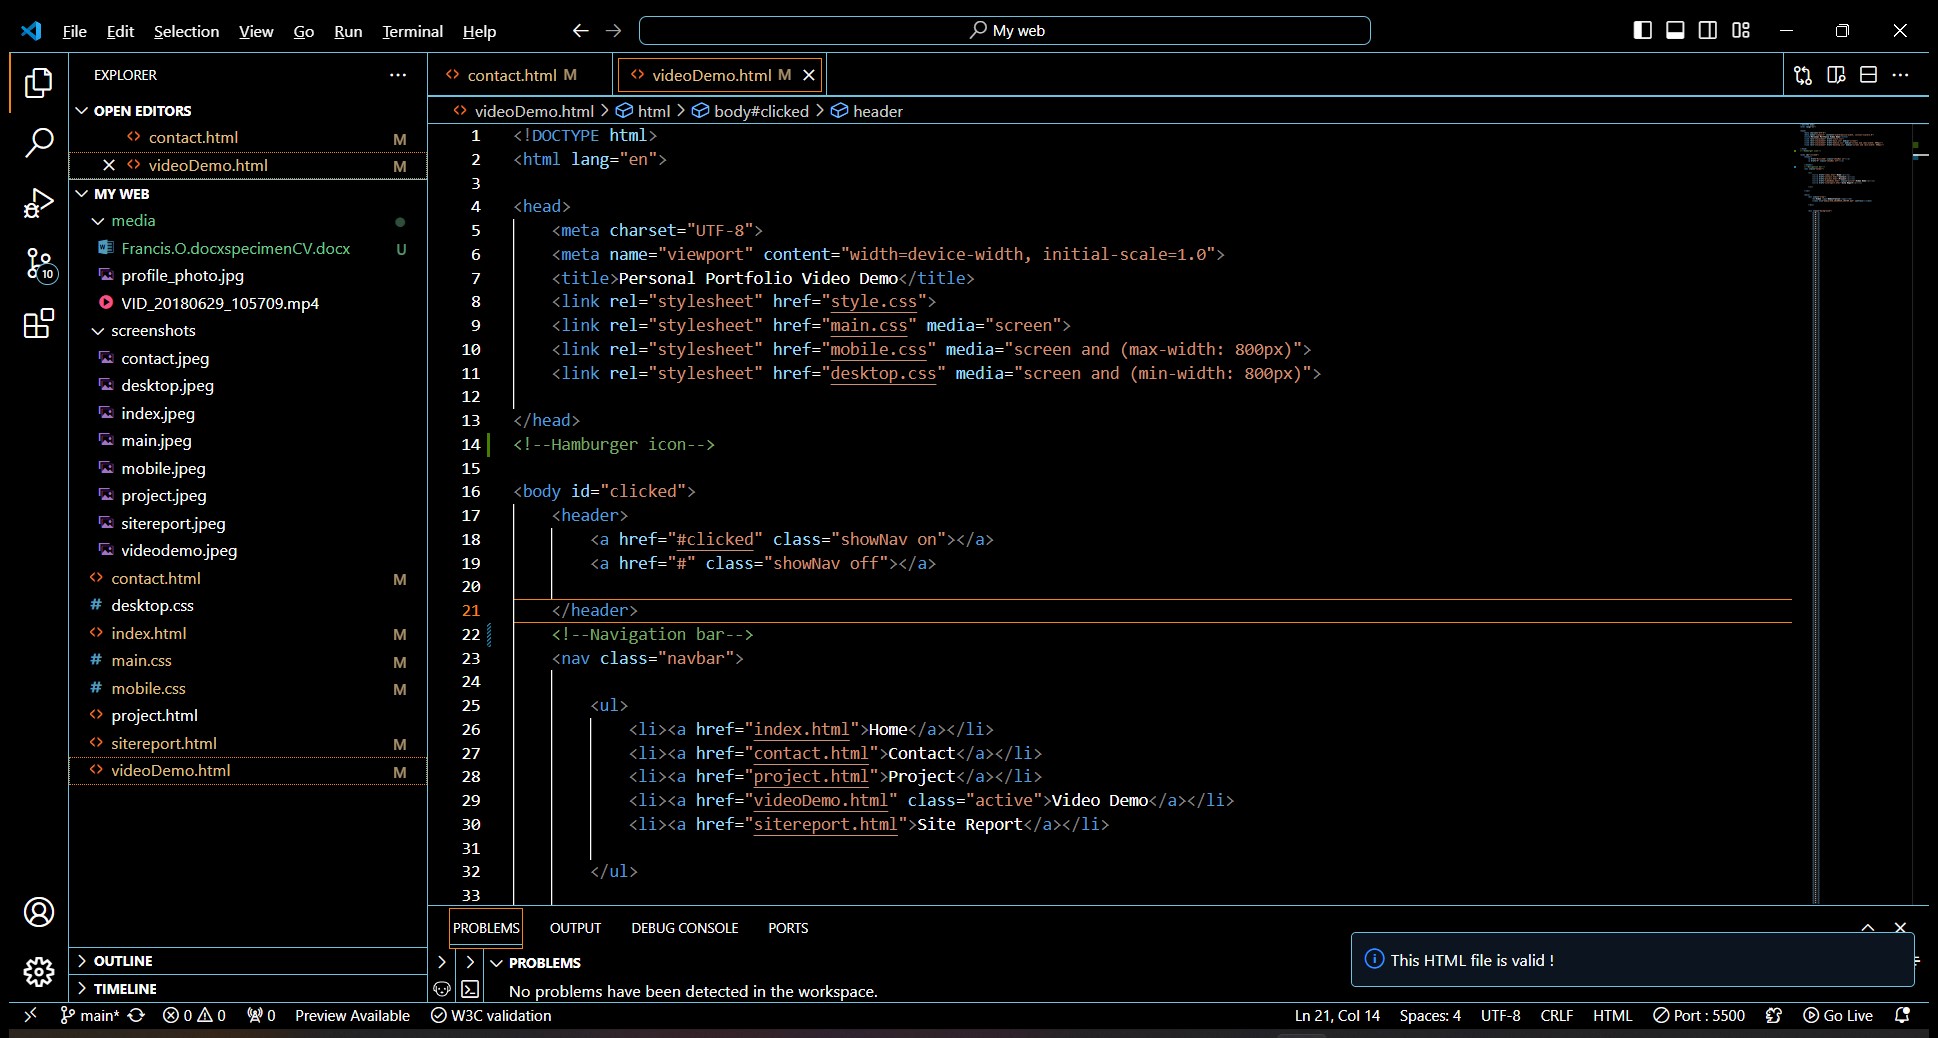 File Edit Selection View Go Run Terminal Help
My web
EXPLORER
OPEN EDITORS
contact.html M
videoDemo.html M
MY WEB
media
Francis.O.docxspecimenCV.docx U
profile_photo.jpg
VID_20180629_105709.mp4
screenshots
contact.jpeg
desktop.jpeg
index.jpeg
main.jpeg
mobile.jpeg
project.jpeg
sitereport.jpeg
videodemo.jpeg
contact.html M
desktop.css
index.html M
main.css M
mobile.css M
project.html
sitereport.html M
videoDemo.html M
OUTLINE
TIMELINE
10
contact.html M videoDemo.html M
videoDemo.html > html > body#clicked > header
1 <!DOCTYPE html>
2 <html lang="en">
3
4 <head>
5 <meta charset="UTF-8">
6 <meta name="viewport" content="width=device-width, initial-scale=1.0">
7 <title>Personal Portfolio Video Demo</title>
8 <link rel="stylesheet" href="style.css">
9 <link rel="stylesheet" href="main.css" media="screen">
10 <link rel="stylesheet" href="mobile.css" media="screen and (max-width: 800px)">
11 <link rel="stylesheet" href="desktop.css" media="screen and (min-width: 800px)">
12
13 </head>
14 <!--Hamburger icon-->
15
16 <body id="clicked">
17 <header>
18 <a href="#clicked" class="showNav on"></a>
19 <a href="#" class="showNav off"></a>
20
21 </header>
22 <!--Navigation bar-->
23 <nav class="navbar">
24
25 <ul>
26 <li><a href="index.html">Home</a></li>
27 <li><a href="contact.html">Contact</a></li>
28 <li><a href="project.html">Project</a></li>
29 <li><a href="videoDemo.html" class="active">Video Demo</a></li>
30 <li><a href="sitereport.html">Site Report</a></li>
31
32 </ul>
33
PROBLEMS OUTPUT DEBUG CONSOLE PORTS
PROBLEMS
No problems have been detected in the workspace.
This HTML file is valid !
main* 0 0 0 Preview Available W3C validation Ln 21, Col 14 Spaces: 4 UTF-8 CRLF HTML Port : 5500 Go Live